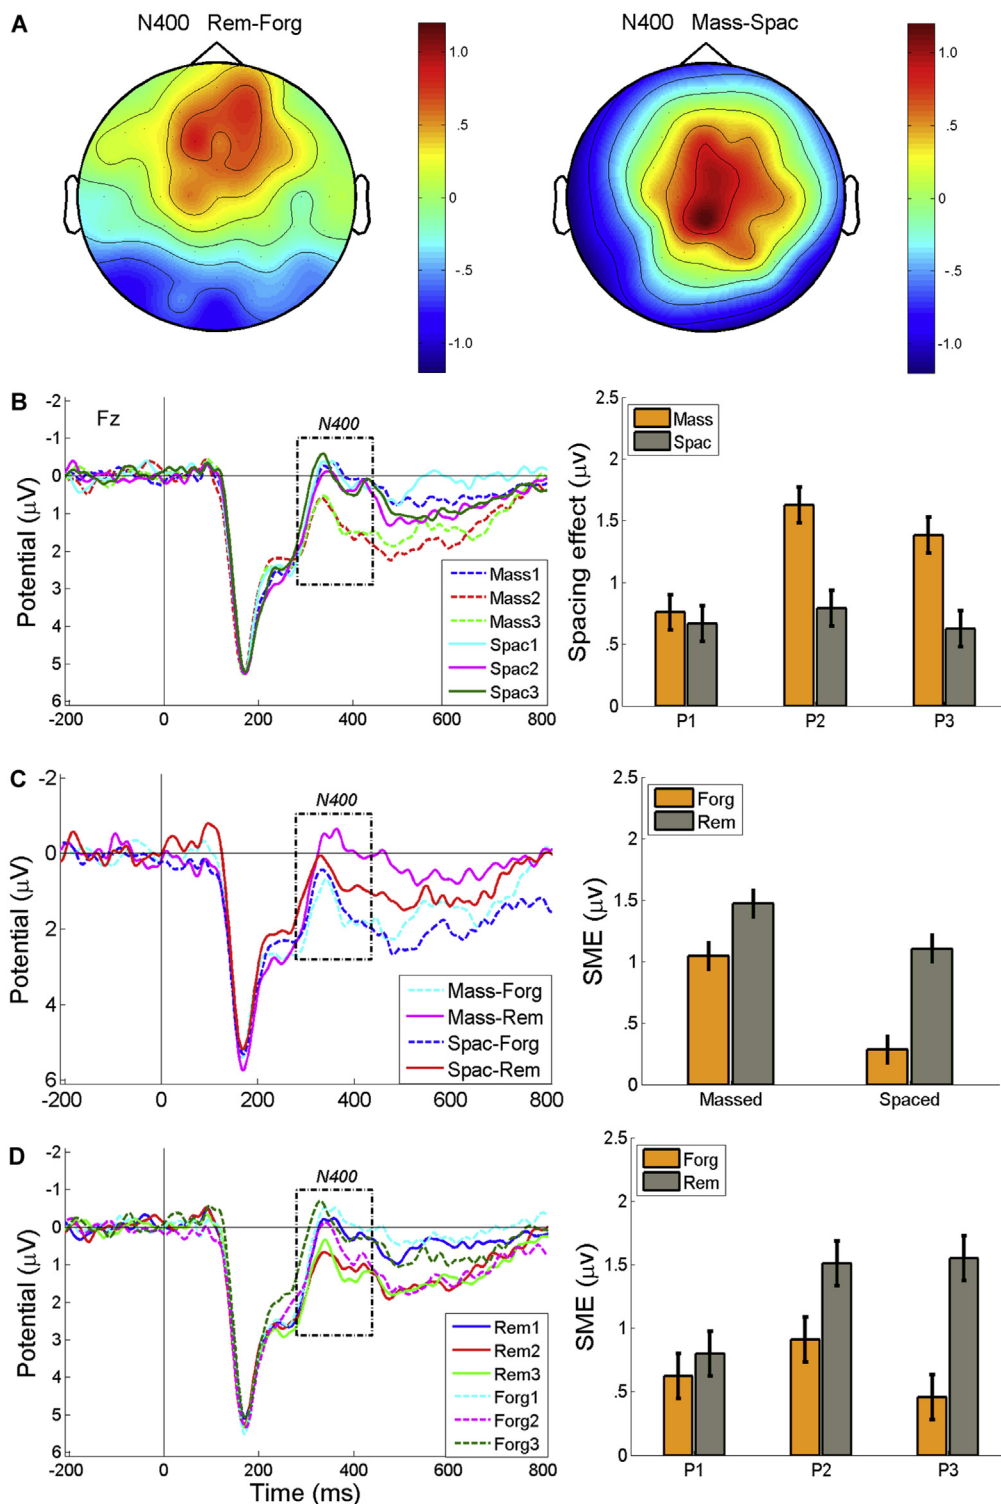 A
N400 Rem-Forg
N400 Mass-Spac
1.0
.5
0
-.5
-1.0
1.0
.5
0
-.5
-1.0
B
Fz
N400
Potential (μV)
-2
-1
0
1
2
3
4
5
6
-200
0
200
400
600
800
Mass1
Mass2
Mass3
Spac1
Spac2
Spac3
Spacing effect (μv)
2.5
2
1.5
1
.5
0
Mass
Spac
P1
P2
P3
C
N400
Potential (μV)
-2
0
2
4
6
-200
0
200
400
600
800
Mass-Forg
Mass-Rem
Spac-Forg
Spac-Rem
SME (μv)
2.5
2
1.5
1
.5
0
Forg
Rem
Massed
Spaced
D
N400
Potential (μV)
-2
-1
0
1
2
3
4
5
6
-200
0
200
400
600
800
Time (ms)
Rem1
Rem2
Rem3
Forg1
Forg2
Forg3
SME (μv)
2.5
2
1.5
1
.5
0
Forg
Rem
P1
P2
P3